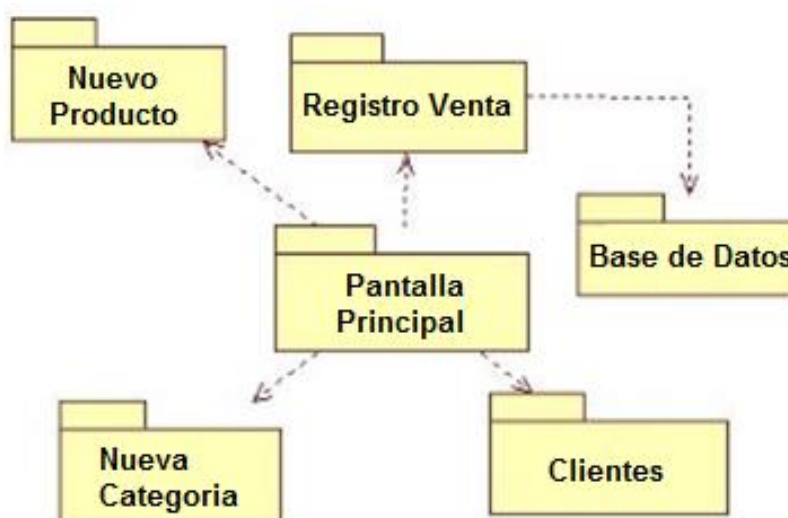 Nuevo
Producto
Registro Venta
Base de Datos
Pantalla
Principal
Nueva
Categoria
Clientes